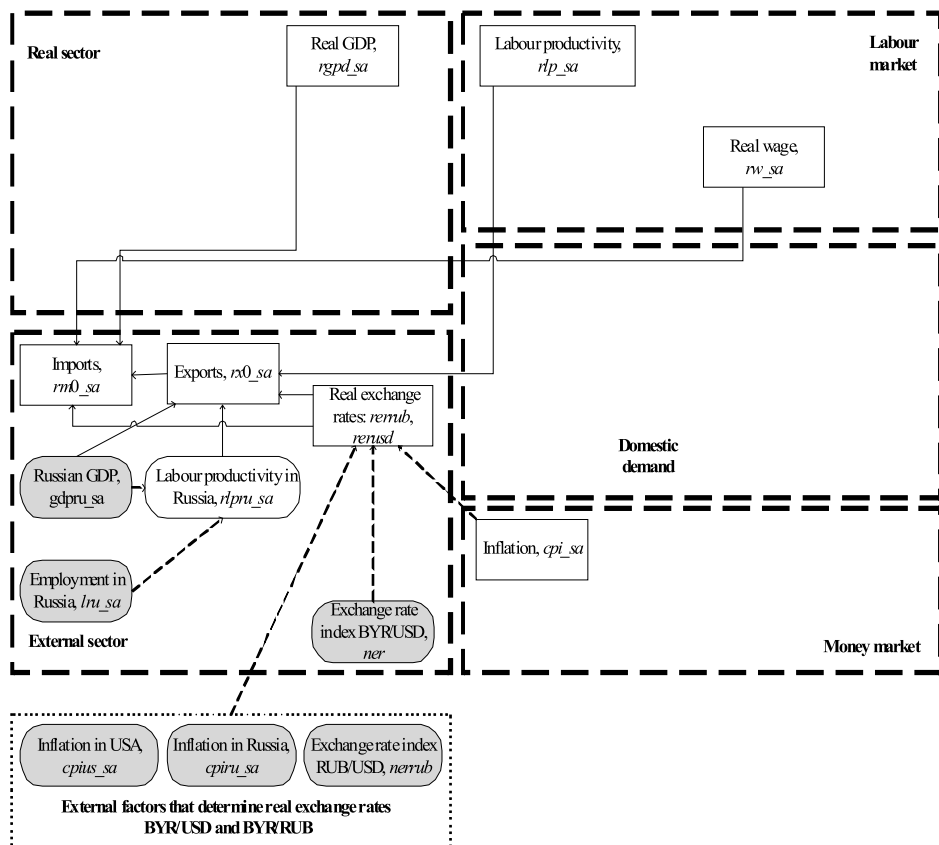 Real sector
Real GDP,
rgpd_sa
Labour productivity,
rlp_sa
Labour
market
Real wage,
rw_sa
Imports,
rm0_sa
Exports, rx0_sa
Real exchange
rates: rerrub,
rerusd
Domestic
demand
Russian GDP,
gdpru_sa
Labour productivity in
Russia, rlpru_sa
Inflation, cpi_sa
Employment in
Russia, lru_sa
Exchange rate
index BYR/USD,
ner
External sector
Money market
Inflation in USA,
cpius_sa
Inflation in Russia,
cpiru_sa
Exchange rate index
RUB/USD, nerrub
External factors that determine real exchange rates
BYR/USD and BYR/RUB